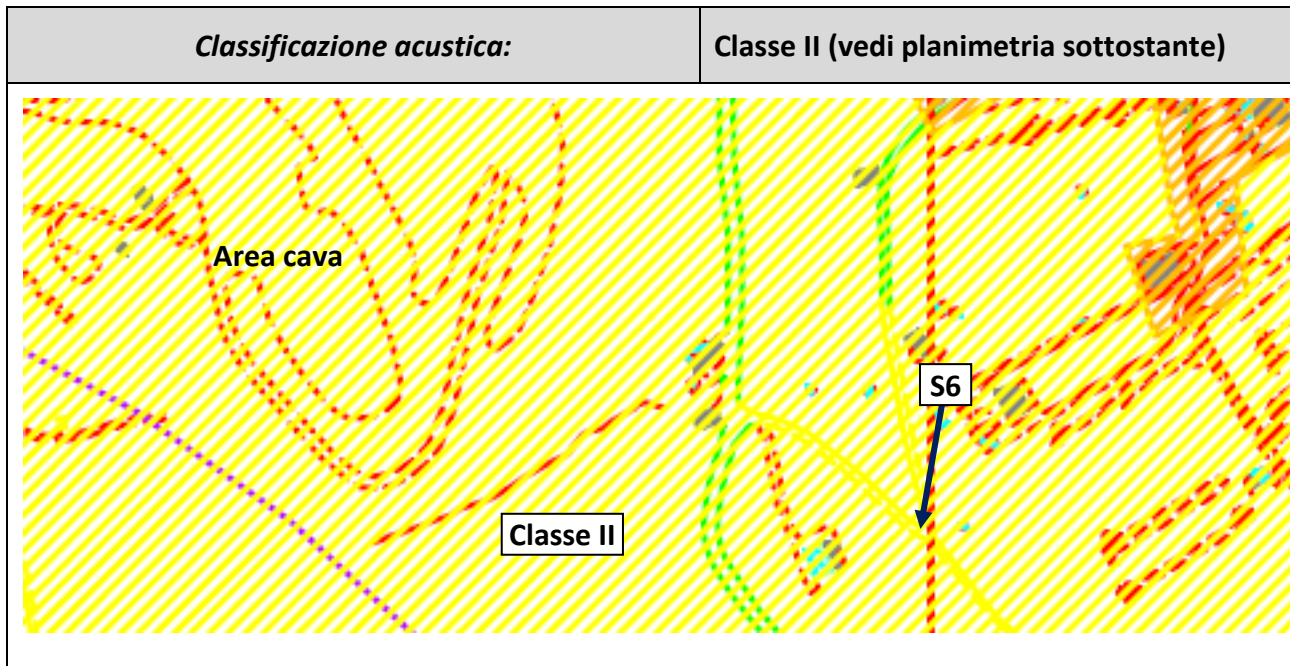 Classificazione acustica:
Classe II (vedi planimetria sottostante)
Area cava
S6
Classe II